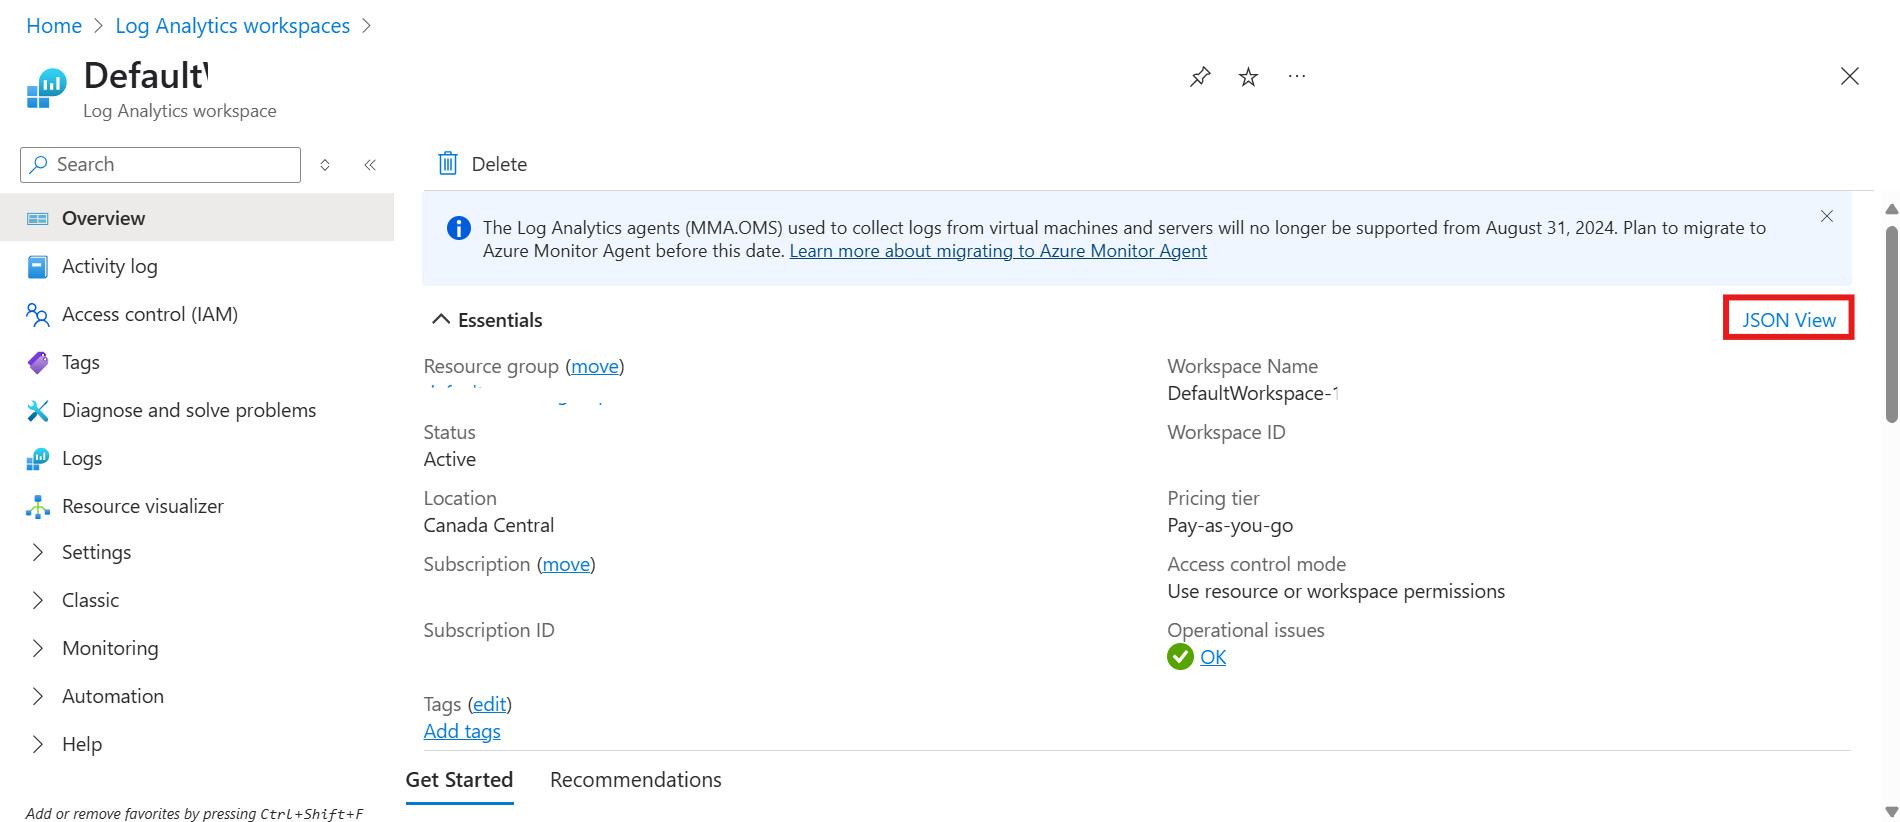 Home > Log Analytics workspaces >
Default
Log Analytics workspace
Search
Delete
Overview
Activity log
Access control (IAM)
Tags
Diagnose and solve problems
Logs
Resource visualizer
Settings
Classic
Monitoring
Automation
Help
Add or remove favorites by pressing Ctrl+Shift+F
The Log Analytics agents (MMA.OMS) used to collect logs from virtual machines and servers will no longer be supported from August 31, 2024. Plan to migrate to
Azure Monitor Agent before this date. Learn more about migrating to Azure Monitor Agent
Essentials
JSON View
Resource group (move)
Status
Active
Location
Canada Central
Subscription (move)
Subscription ID
Tags (edit)
Add tags
Workspace Name
DefaultWorkspace-1
Workspace ID
Pricing tier
Pay-as-you-go
Access control mode
Use resource or workspace permissions
Operational issues
OK
Get Started
Recommendations